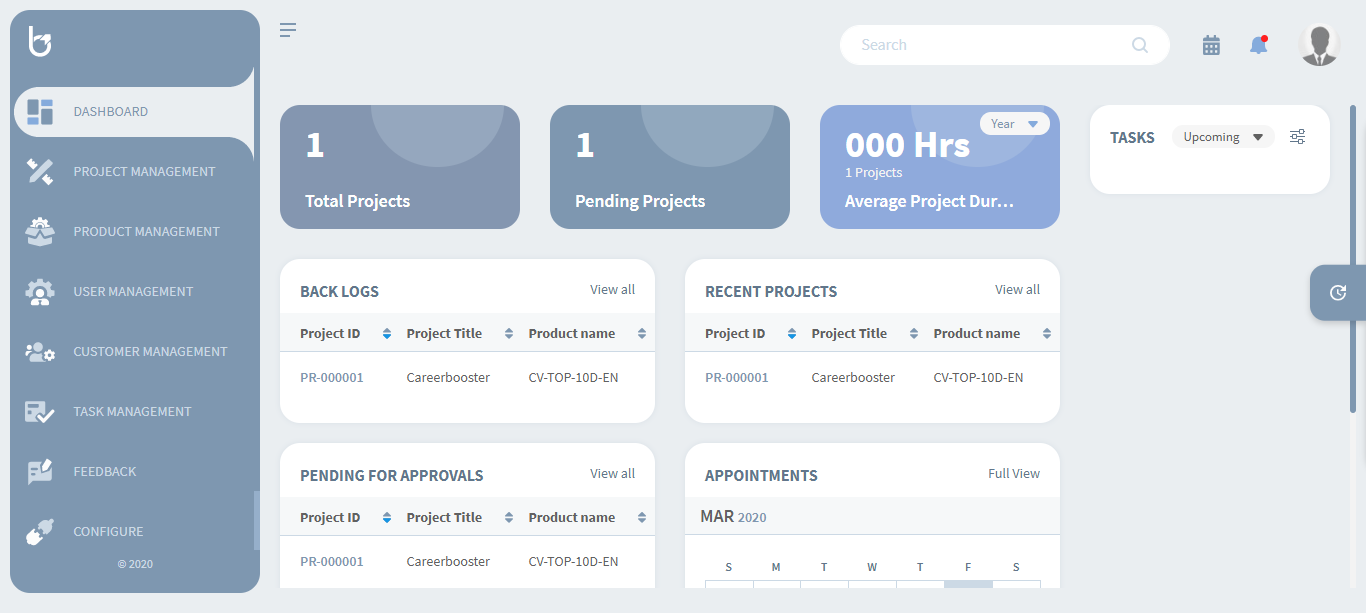 DASHBOARD
PROJECT MANAGEMENT
PRODUCT MANAGEMENT
USER MANAGEMENT
CUSTOMER MANAGEMENT
TASK MANAGEMENT
FEEDBACK
CONFIGURE
© 2020
Search
1
Total Projects
1
Pending Projects
Year
000 Hrs
1 Projects
Average Project Dur...
TASKS Upcoming
BACK LOGS View all
Project ID Project Title Product name
PR-000001 Careerbooster CV-TOP-10D-EN
RECENT PROJECTS View all
Project ID Project Title Product name
PR-000001 Careerbooster CV-TOP-10D-EN
PENDING FOR APPROVALS View all
Project ID Project Title Product name
PR-000001 Careerbooster CV-TOP-10D-EN
APPOINTMENTS Full View
MAR 2020
S M T W T F S